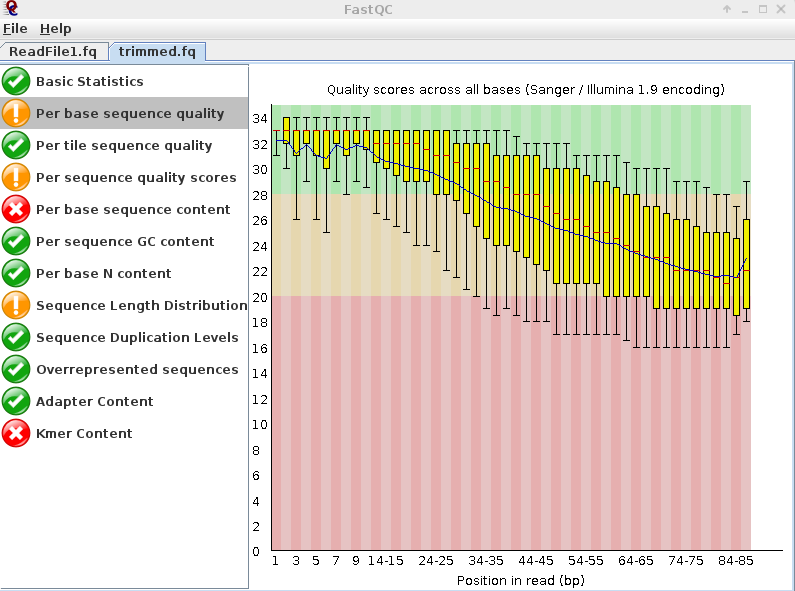 FastQC
File Help
ReadFile1.fq trimmed.fq
Basic Statistics
Per base sequence quality
Per tile sequence quality
Per sequence quality scores
Per base sequence content
Per sequence GC content
Per base N content
Sequence Length Distribution
Sequence Duplication Levels
Overrepresented sequences
Adapter Content
Kmer Content
Quality scores across all bases (Sanger / Illumina 1.9 encoding)
34
32
30
28
26
24
22
20
18
16
14
12
10
8
6
4
2
0
1 3 5 7 9 14-15 24-25 34-35 44-45 54-55 64-65 74-75 84-85
Position in read (bp)